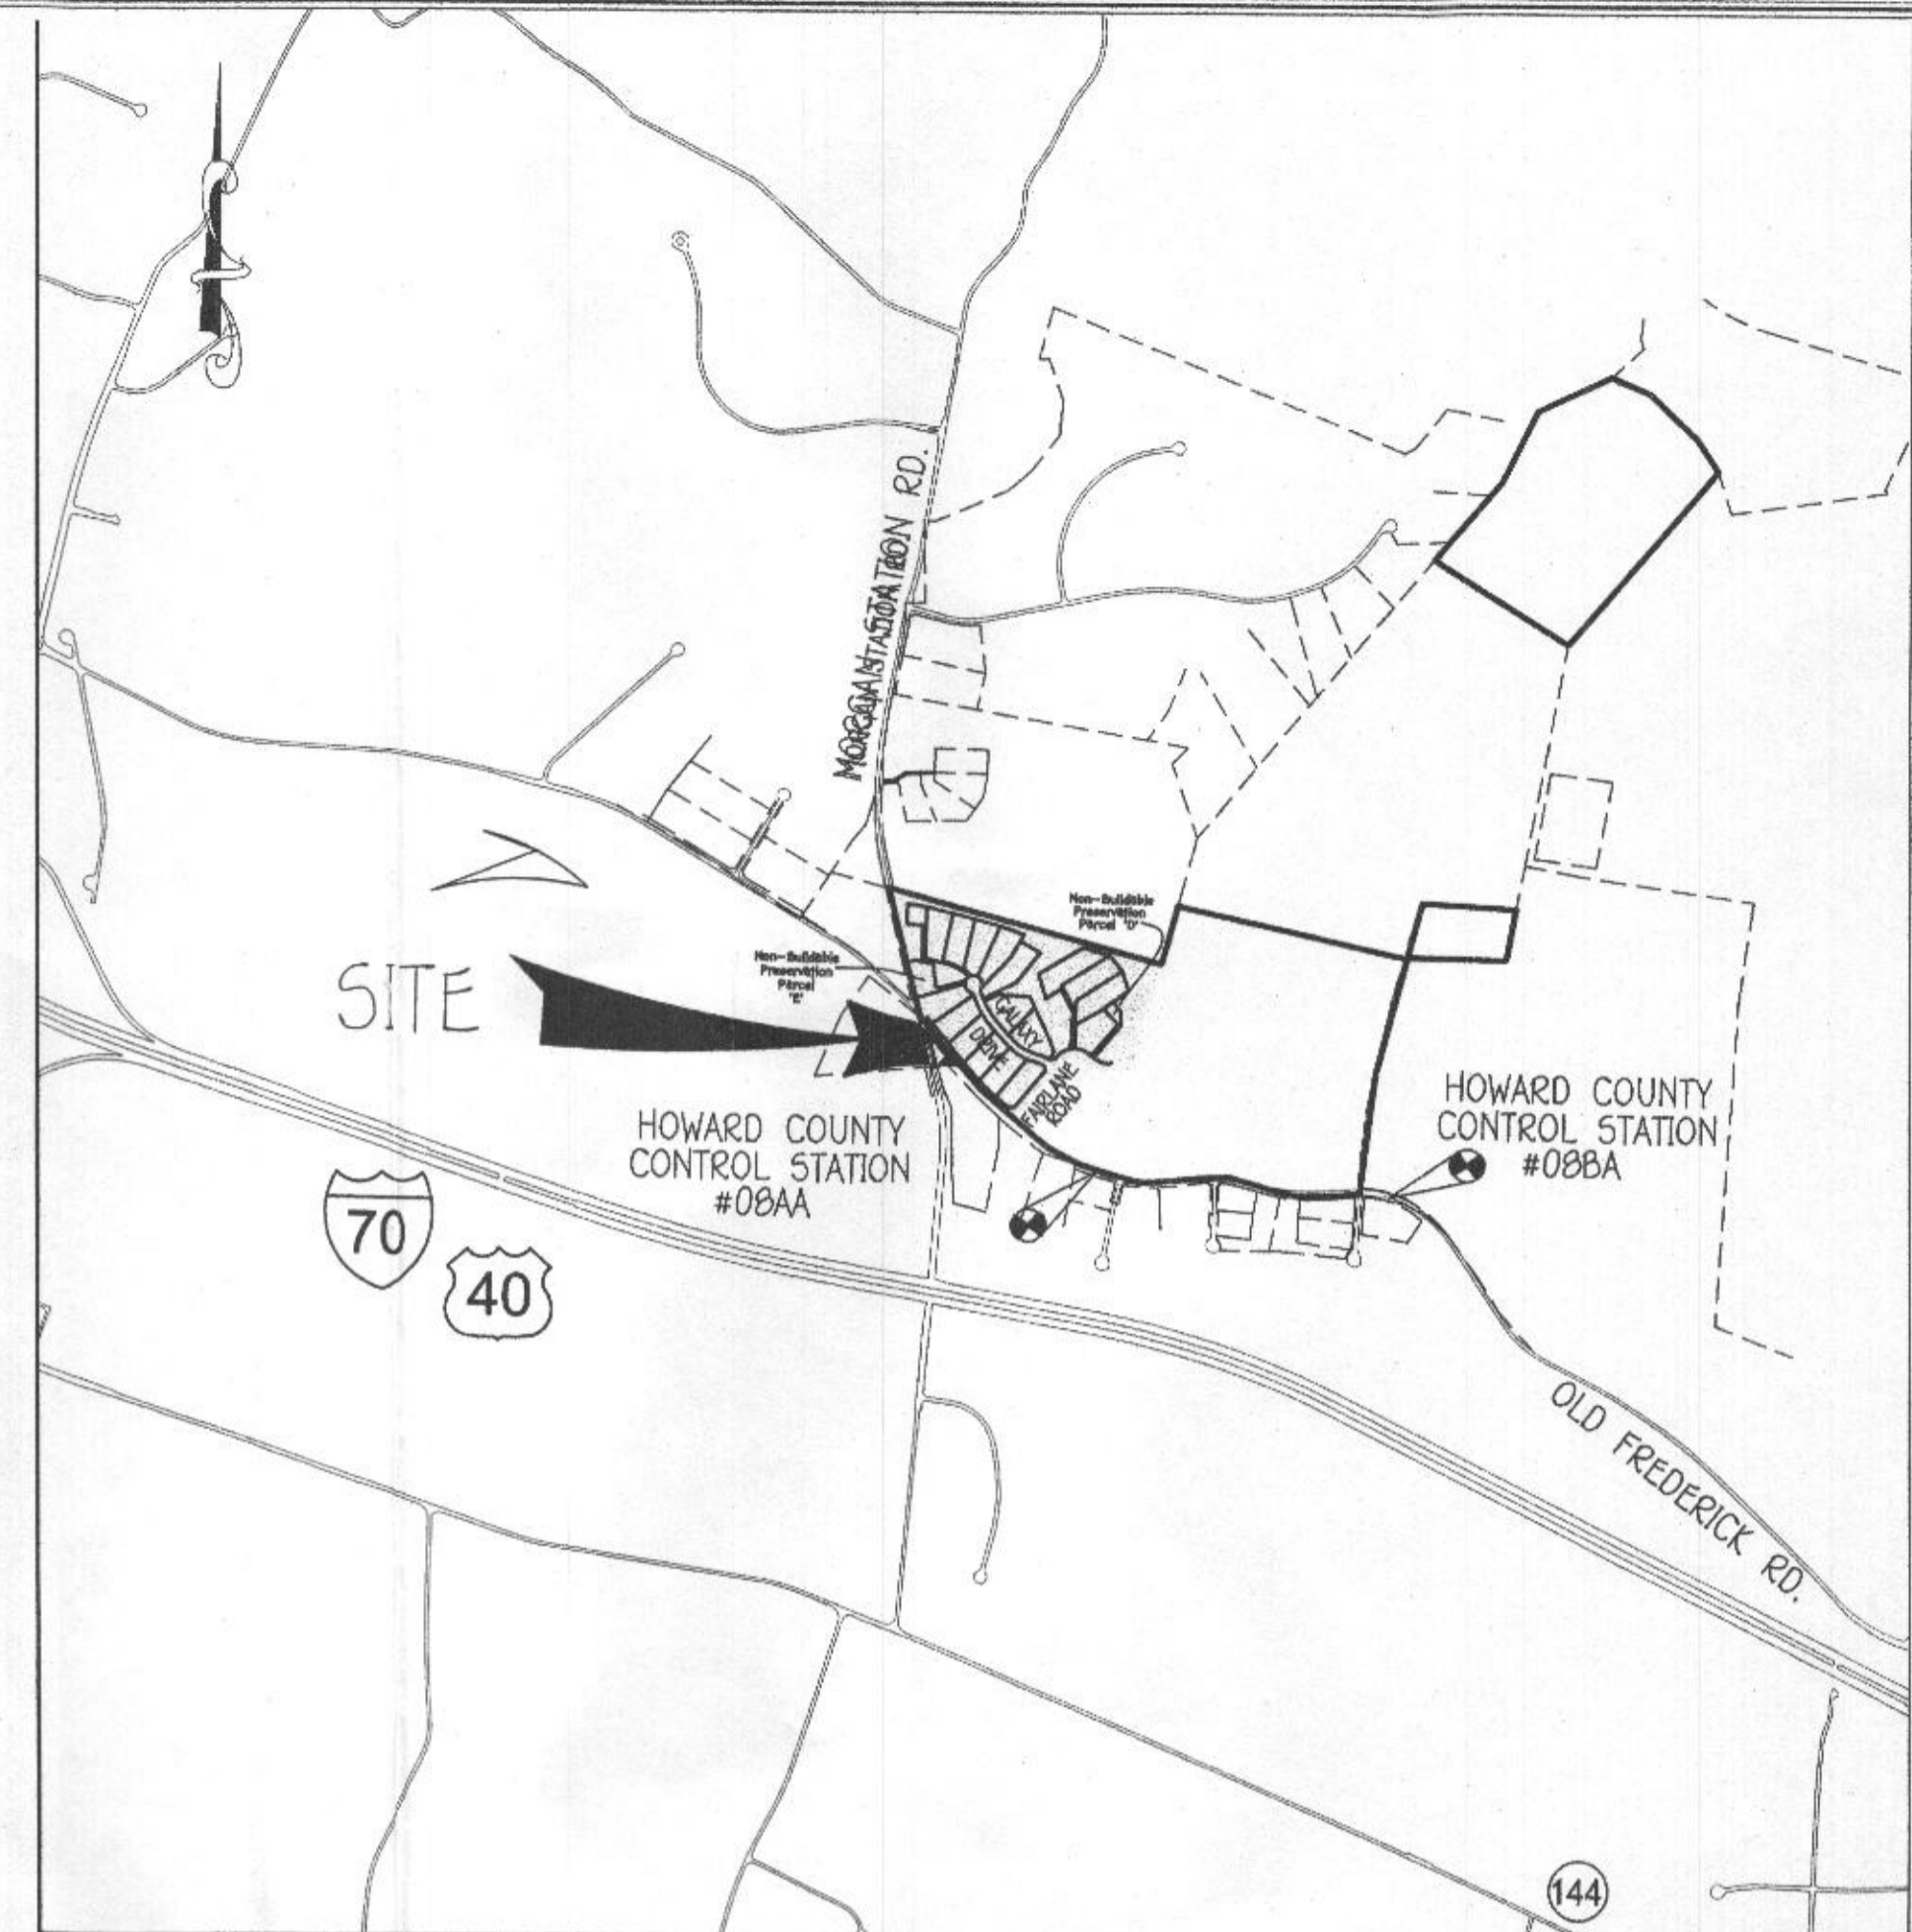 MORGAN STATION RD.
Non-Buildable
Preservation
Parcel 'D'
Non-Buildable
Preservation
Parcel
'E'
SITE
GALAXY
DRIVE
FAIRLANE
ROAD
HOWARD COUNTY
CONTROL STATION
#08BA
HOWARD COUNTY
CONTROL STATION
#08AA
70
40
OLD FREDERICK RD.
144